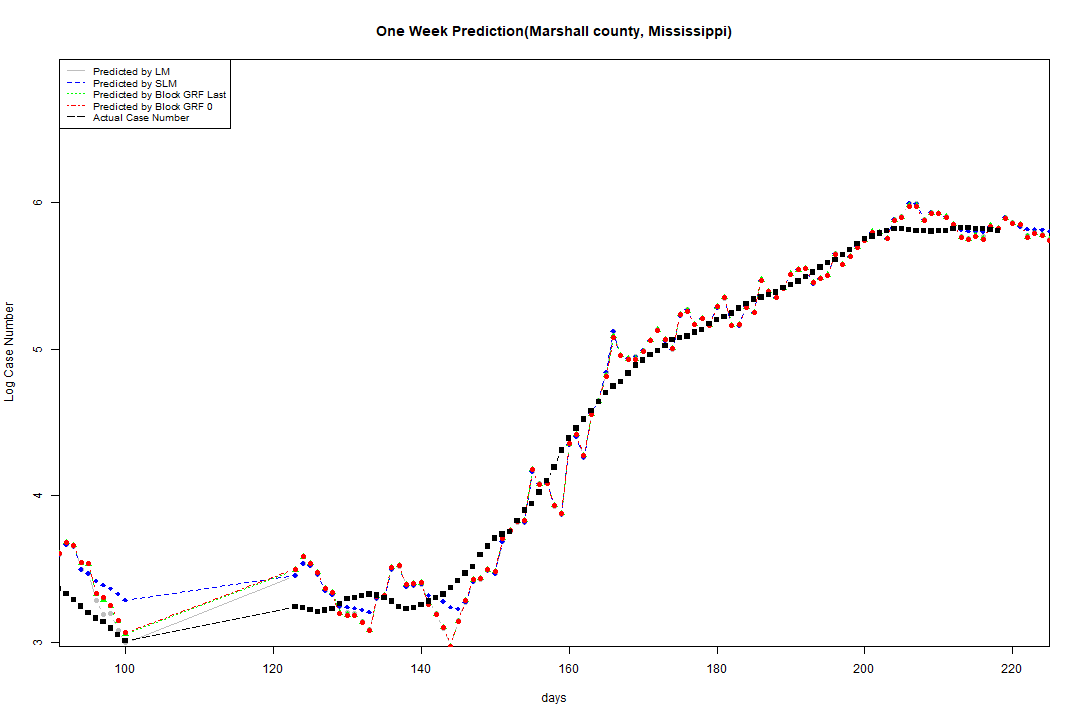 One Week Prediction(Marshall county, Mississippi)
Predicted by LM
Predicted by SLM
Predicted by Block GRF Last
Predicted by Block GRF 0
Actual Case Number
6
5
4
3
Log Case Number
100 120 140 160 180 200 220
days